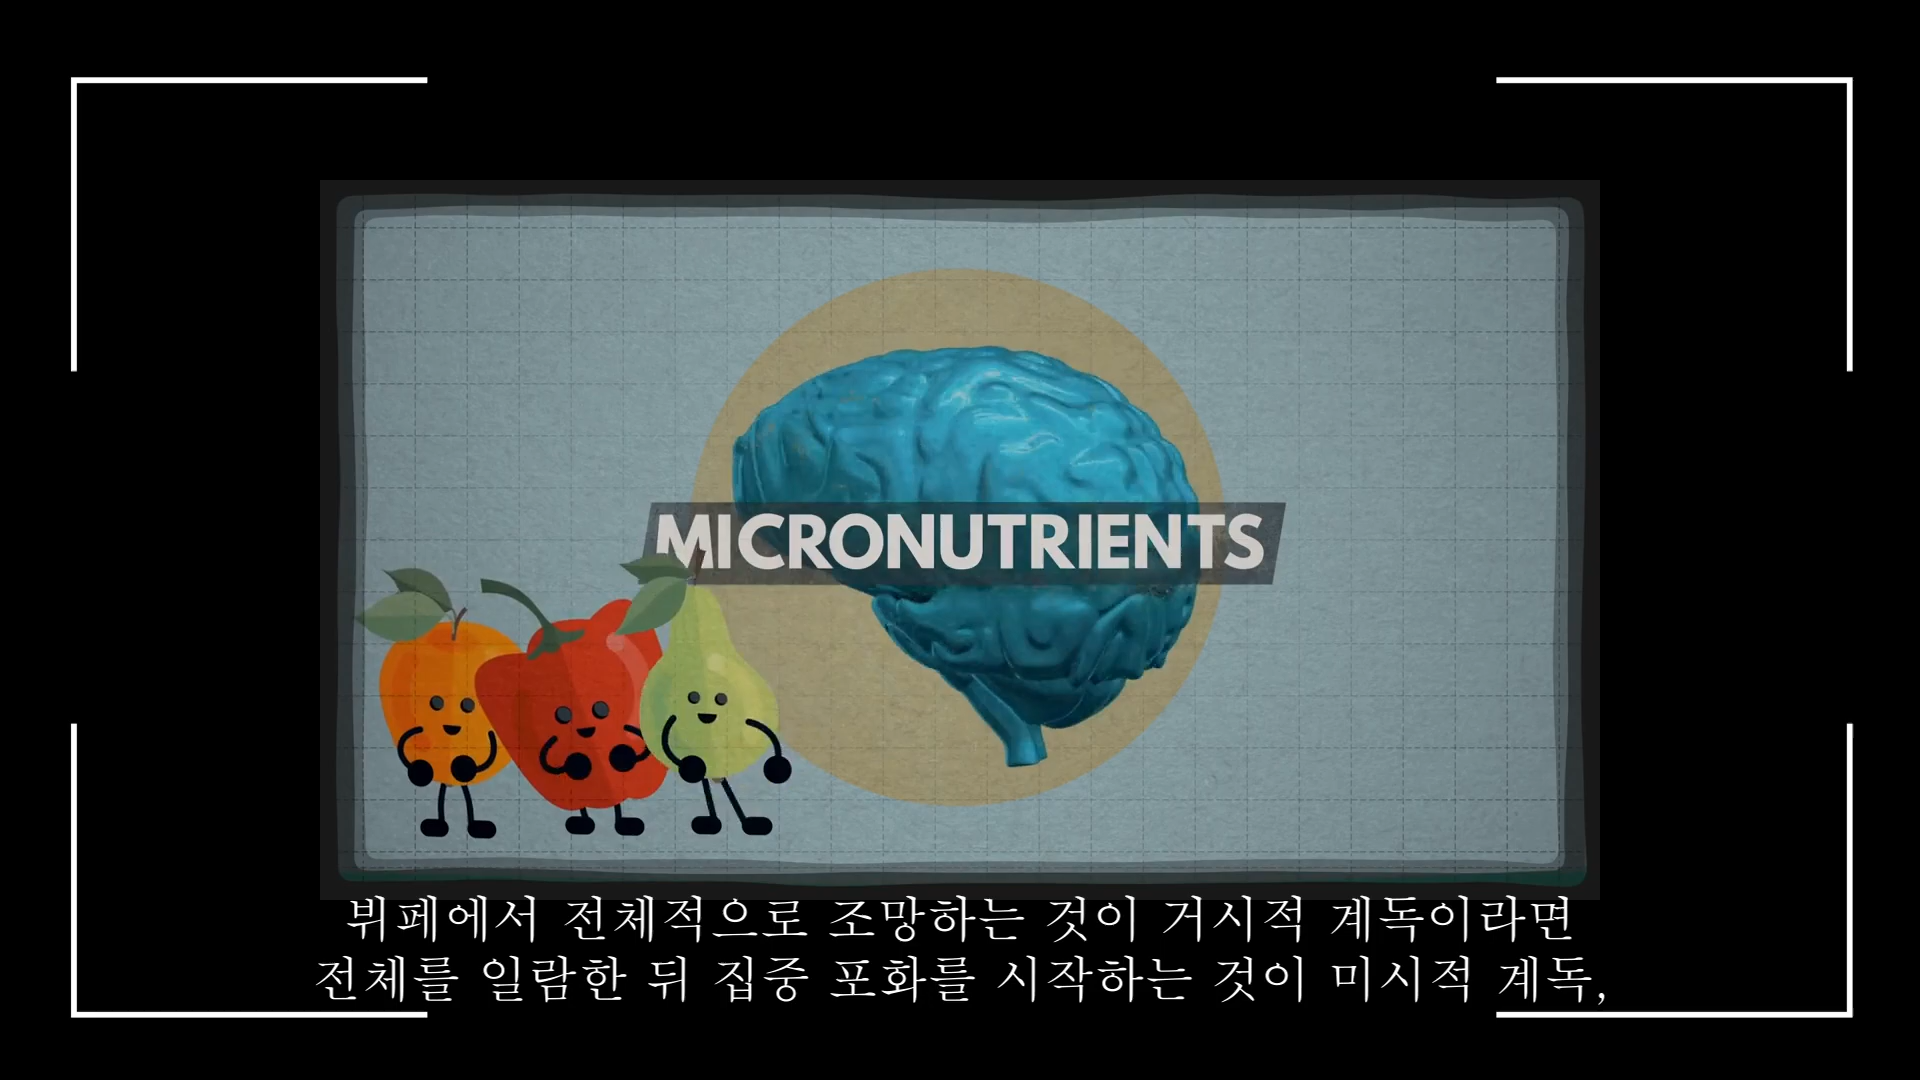 MICRONUTRIENTS
뷔페에서 전체적으로 조망하는 것이 거시적 계독이라면
전체를 일람한 뒤 집중 포화를 시작하는 것이 미시적 계독,